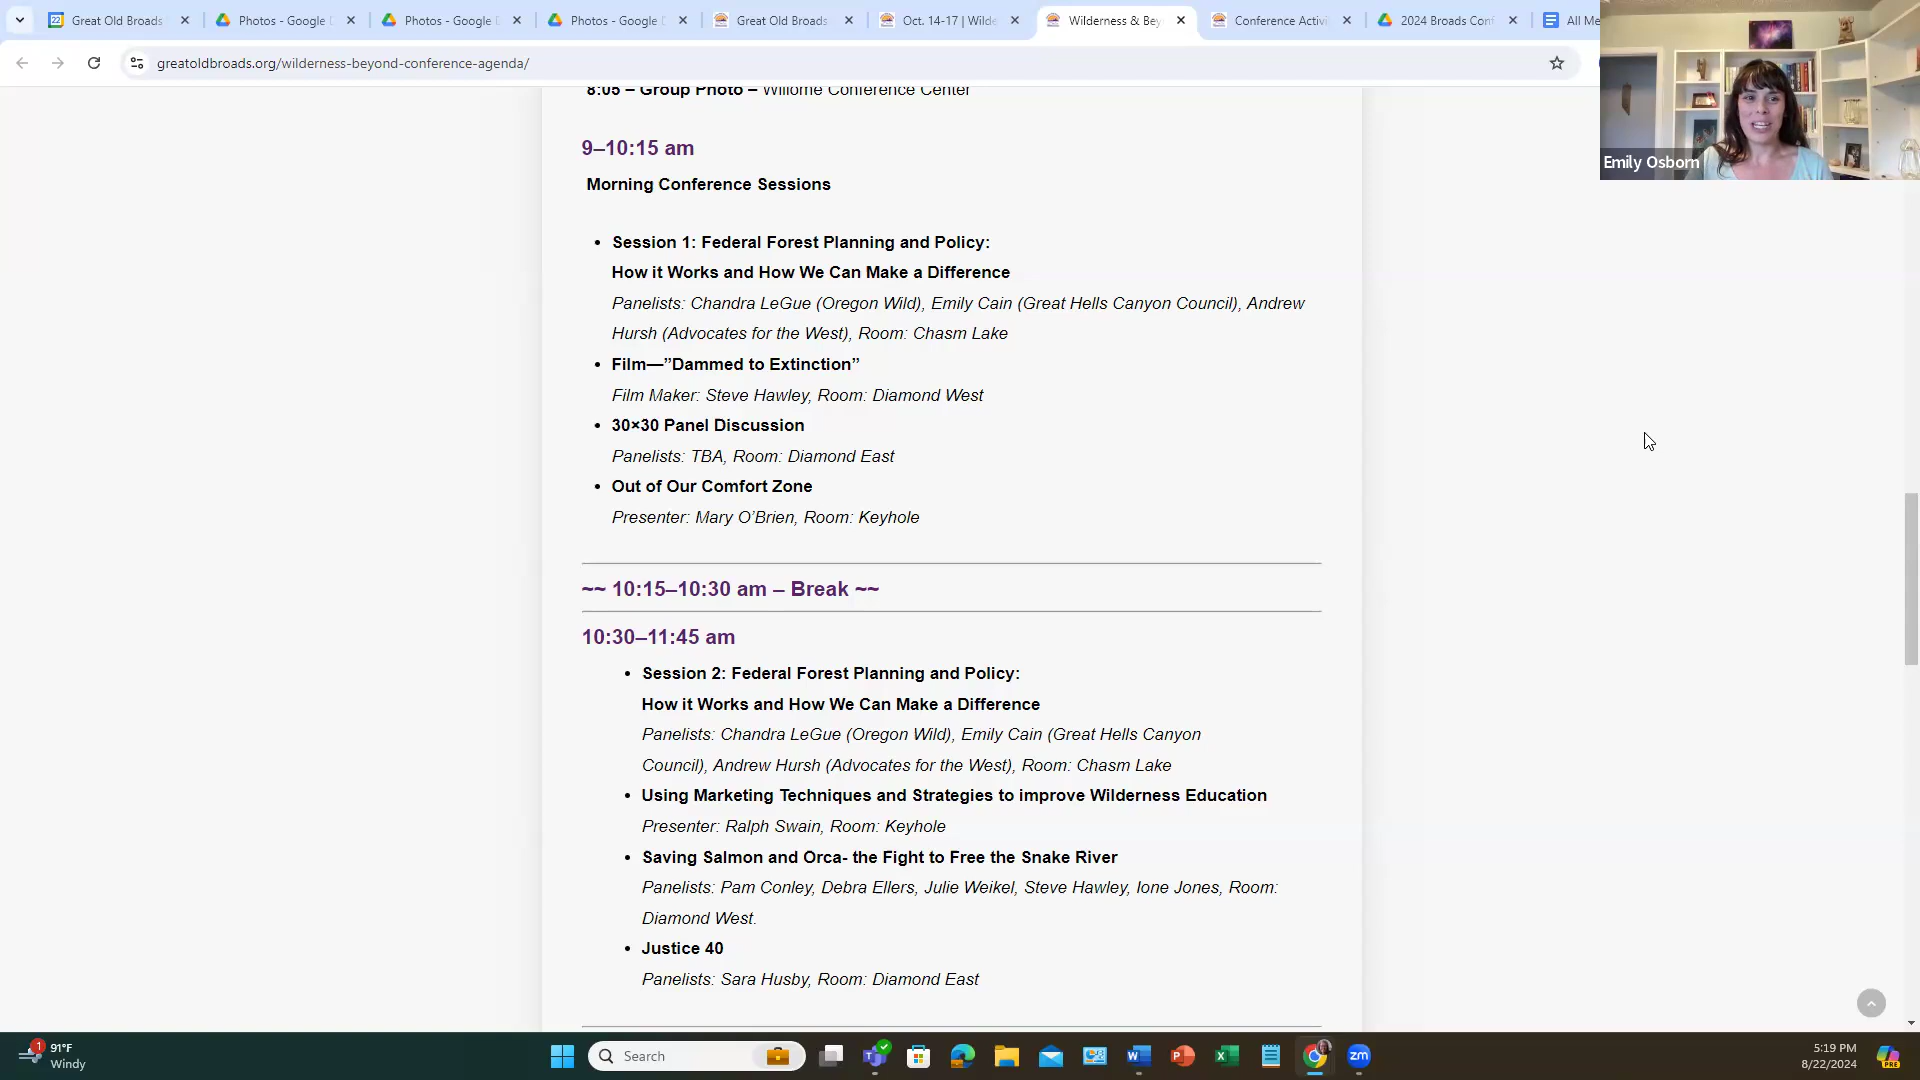 Great Old Broads
Photos - Google D
Photos - Google D
Photos - Google D
Great Old Broads
Oct. 14-17 | Wilde
Wilderness & Bey
Conference Activi
2024 Broads Conf
All Me
greatoldbroads.org/wilderness-beyond-conference-agenda/
Emily Osborn
8:05 – Group Photo – Willome Conference Center
9–10:15 am
Morning Conference Sessions
• Session 1: Federal Forest Planning and Policy:
How it Works and How We Can Make a Difference
Panelists: Chandra LeGue (Oregon Wild), Emily Cain (Great Hells Canyon Council), Andrew
Hursh (Advocates for the West), Room: Chasm Lake
• Film—”Dammed to Extinction”
Film Maker: Steve Hawley, Room: Diamond West
• 30×30 Panel Discussion
Panelists: TBA, Room: Diamond East
• Out of Our Comfort Zone
Presenter: Mary O’Brien, Room: Keyhole
~~ 10:15–10:30 am – Break ~~
10:30–11:45 am
• Session 2: Federal Forest Planning and Policy:
How it Works and How We Can Make a Difference
Panelists: Chandra LeGue (Oregon Wild), Emily Cain (Great Hells Canyon
Council), Andrew Hursh (Advocates for the West), Room: Chasm Lake
• Using Marketing Techniques and Strategies to improve Wilderness Education
Presenter: Ralph Swain, Room: Keyhole
• Saving Salmon and Orca- the Fight to Free the Snake River
Panelists: Pam Conley, Debra Ellers, Julie Weikel, Steve Hawley, Ione Jones, Room:
Diamond West.
• Justice 40
Panelists: Sara Husby, Room: Diamond East
1
91°F
Windy
Search
zm
5:19 PM
8/22/2024
PRE